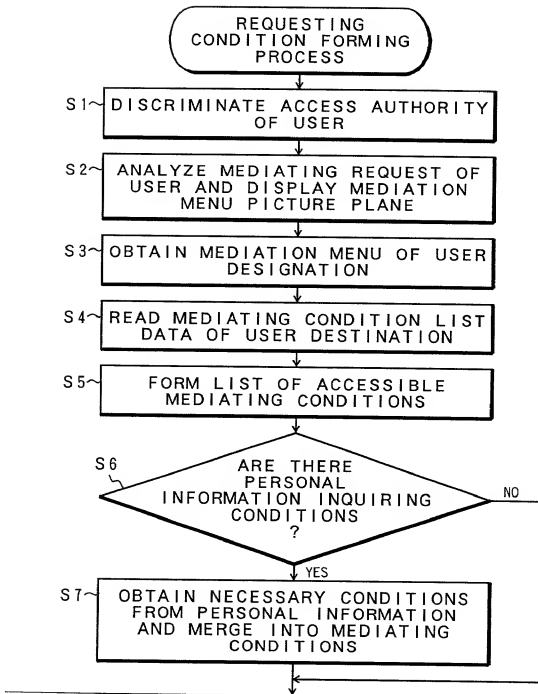 REQUESTING
CONDITION FORMING
PROCESS
S1
DISCRIMINATE ACCESS AUTHORITY
OF USER
S2
ANALYZE MEDIATING REQUEST OF
USER AND DISPLAY MEDIATION
MENU PICTURE PLANE
S3
OBTAIN MEDIATION MENU OF USER
DESIGNATION
S4
READ MEDIATING CONDITION LIST
DATA OF USER DESTINATION
S5
FORM LIST OF ACCESSIBLE
MEDIATING CONDITIONS
S6
ARE THERE
PERSONAL
INFORMATION INQUIRING
CONDITIONS
?
NO
YES
S7
OBTAIN NECESSARY CONDITIONS
FROM PERSONAL INFORMATION
AND MERGE INTO MEDIATING
CONDITIONS